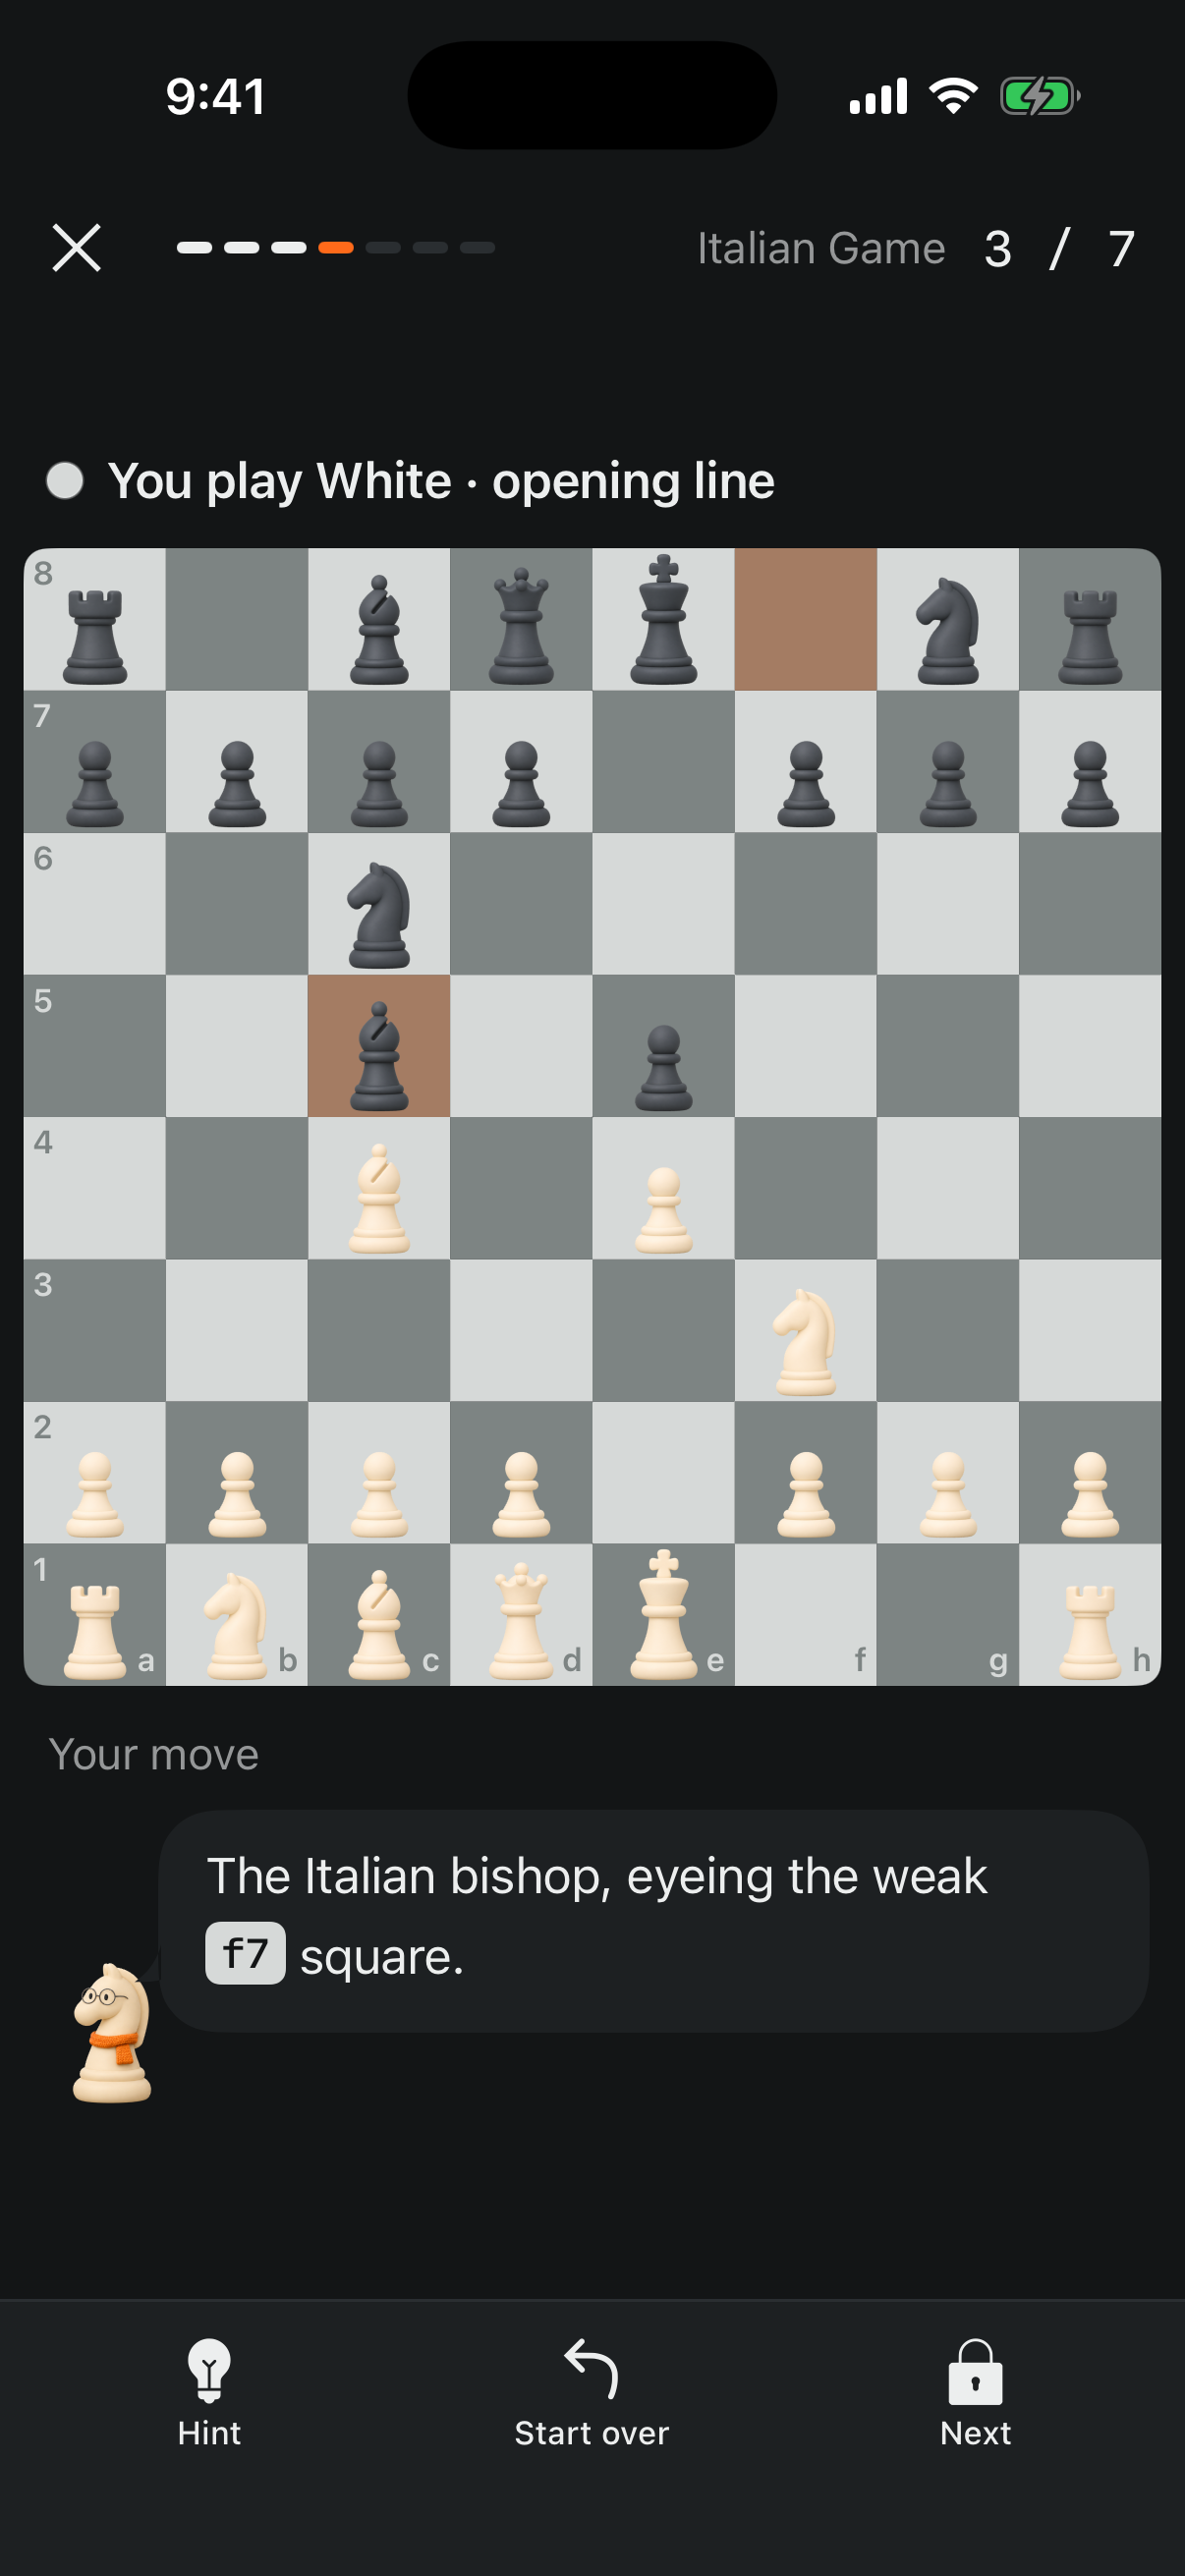 9:41
Italian Game 3 / 7
You play White · opening line
8
7
6
5
4
3
2
1
a b c d e f g h
Your move
The Italian bishop, eyeing the weak
f7 square.
Hint Start over Next